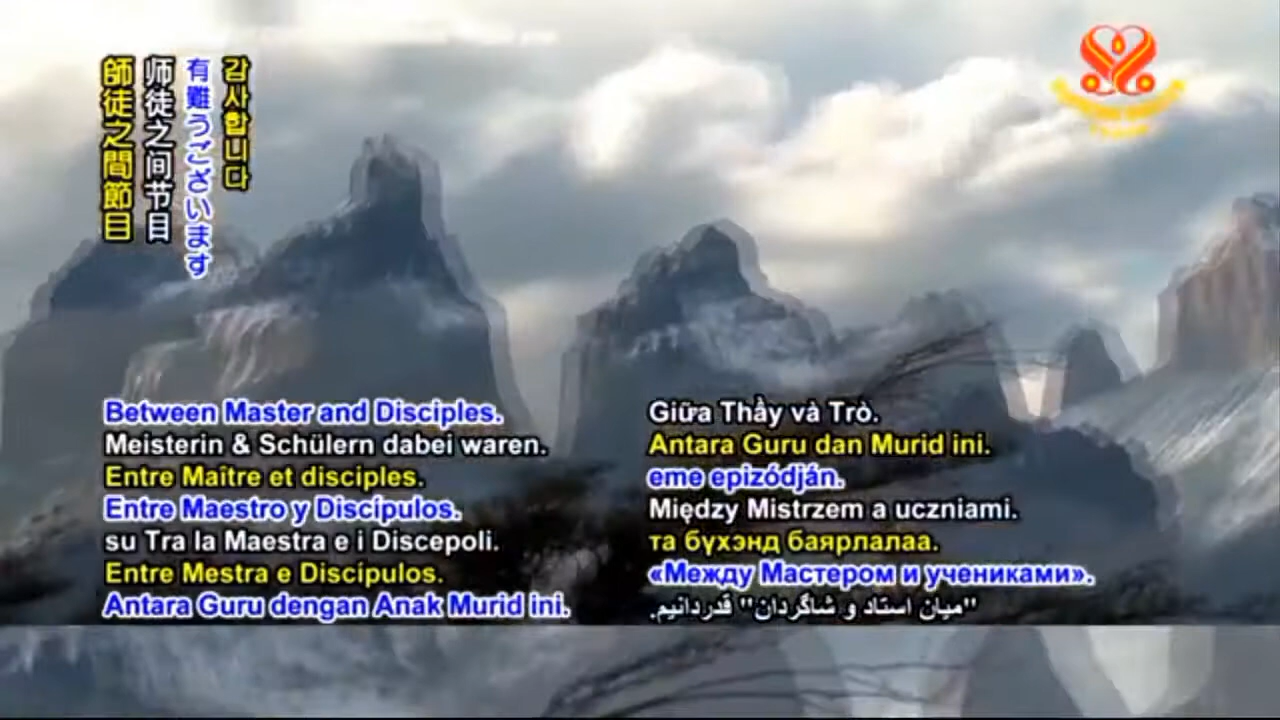 감사합니다
有難うございます
师徒之间节目
師徒之間節目
Between Master and Disciples.
Meisterin & Schülern dabei waren.
Entre Maître et disciples.
Entre Maestro y Discípulos.
su Tra la Maestra e i Discepoli.
Entre Mestra e Discípulos.
Antara Guru dengan Anak Murid ini.
Giữa Thầy và Trò.
Antara Guru dan Murid ini.
eme epizódján.
Między Mistrzem a uczniami.
та бүхэнд баярлалаа.
«Между Мастером и учениками».
"میان استاد و شاگردان" قدردانیم.